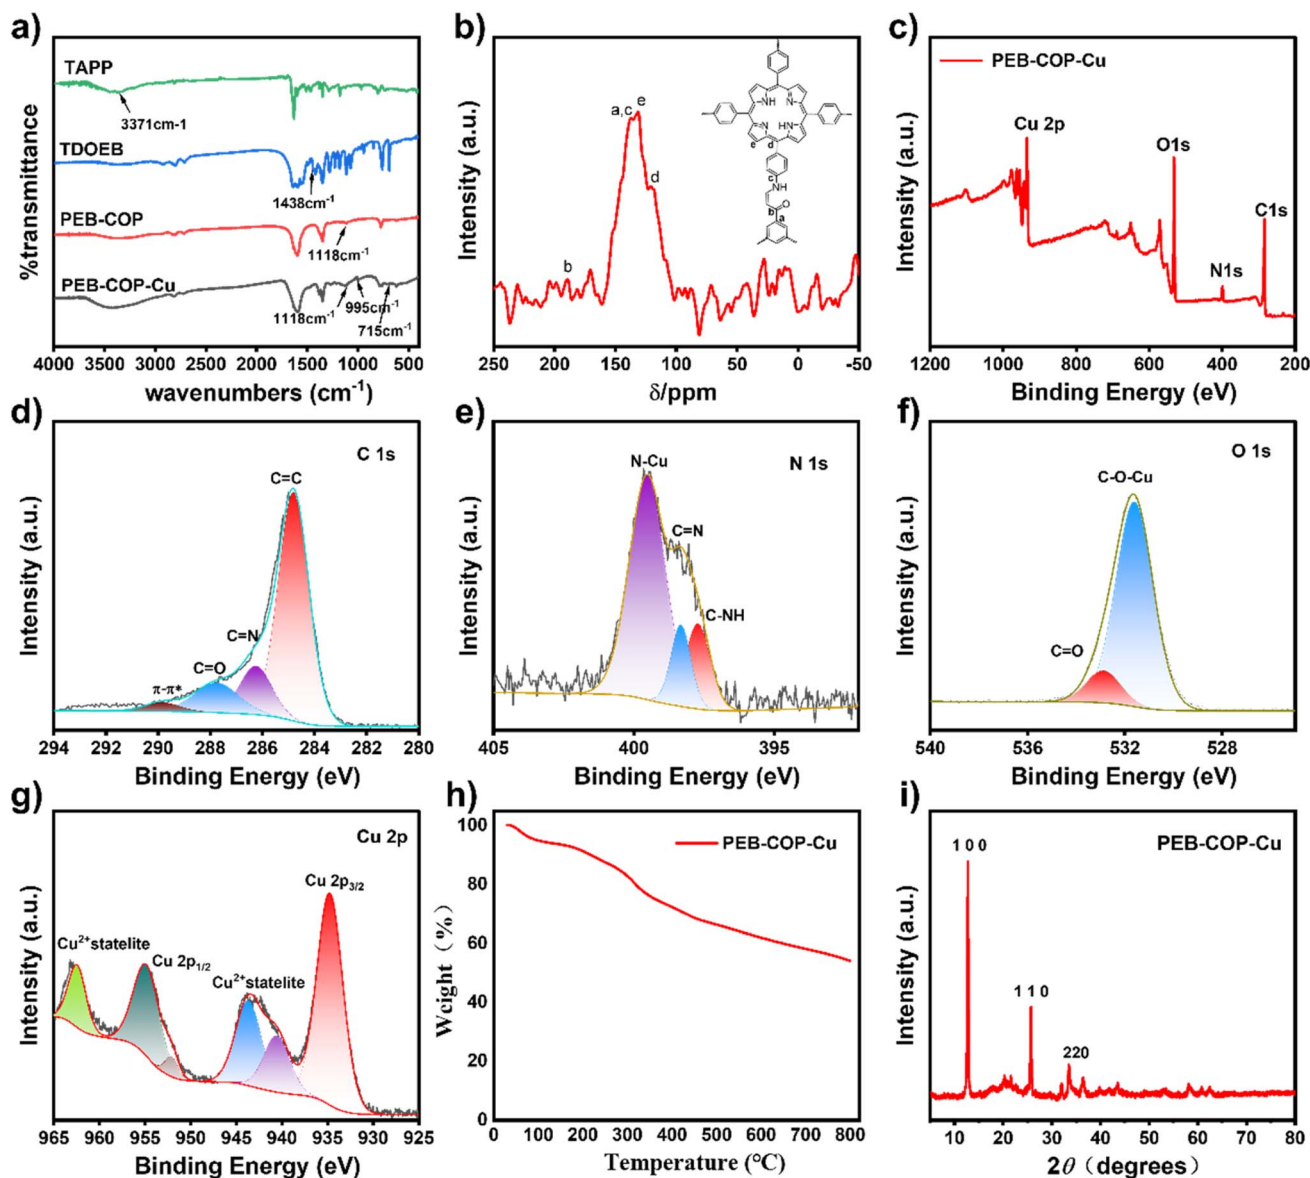 a)
TAPP
3371cm-1
TDOEB
1438cm-1
PEB-COP
1118cm-1
PEB-COP-Cu
1118cm-1
995cm-1
715cm-1
%transmittance
4000 3500 3000 2500 2000 1500 1000 500
wavenumbers (cm-1)
b)
a,c
e
d
b
NH
N
N
HN
e
d
c
NH
b
O
a
Intensity (a.u.)
250 200 150 100 50 0 -50
δ/ppm
c)
PEB-COP-Cu
Cu 2p
O1s
C1s
N1s
Intensity (a.u.)
1200 1000 800 600 400 200
Binding Energy (eV)
d)
C 1s
C=C
C=N
C=O
π-π*
Intensity (a.u.)
294 292 290 288 286 284 282 280
Binding Energy (eV)
e)
N-Cu
N 1s
C=N
C-NH
Intensity (a.u.)
405 400 395
Binding Energy (eV)
f)
O 1s
C-O-Cu
C=O
Intensity (a.u.)
540 536 532 528
Binding Energy (eV)
g)
Cu 2p
Cu 2p3/2
Cu2+statelite
Cu 2p1/2
Cu2+statelite
Intensity (a.u.)
965 960 955 950 945 940 935 930 925
Binding Energy (eV)
h)
PEB-COP-Cu
Weight（%）
100
80
60
40
20
0
0 100 200 300 400 500 600 700 800
Temperature (℃)
i)
1 0 0
PEB-COP-Cu
1 1 0
220
Intensity (a.u.)
10 20 30 40 50 60 70 80
2θ（degrees）